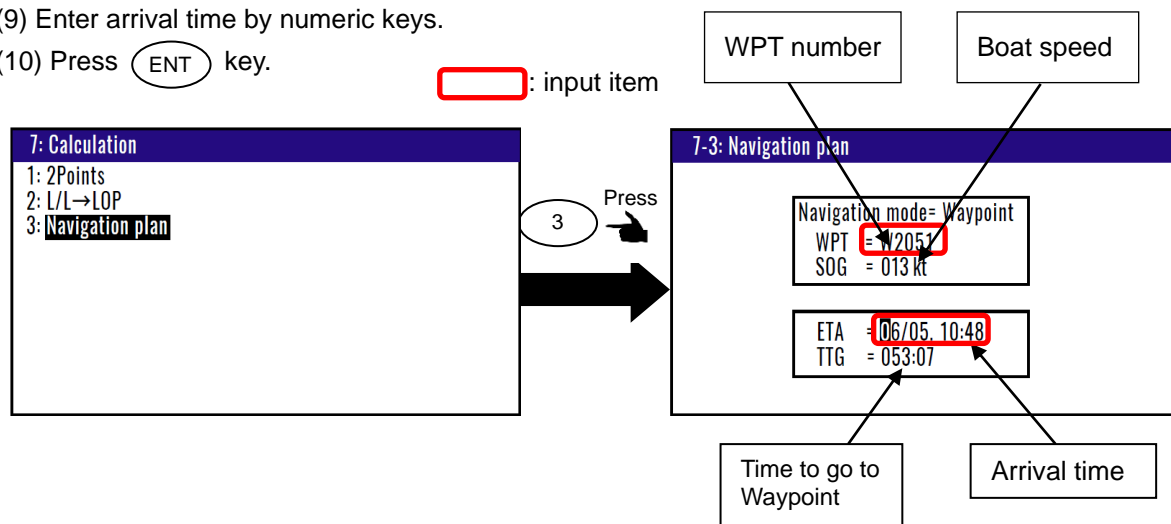 (9) Enter arrival time by numeric keys.
(10) Press ENT key.
: input item
WPT number
Boat speed
7: Calculation
1: 2Points
2: L/L→LOP
3: Navigation plan
3
Press
7-3: Navigation plan
Navigation mode= Waypoint
WPT = W2051
SOG = 013 kt
ETA = 06/05. 10:48
TTG = 053:07
Time to go to
Waypoint
Arrival time